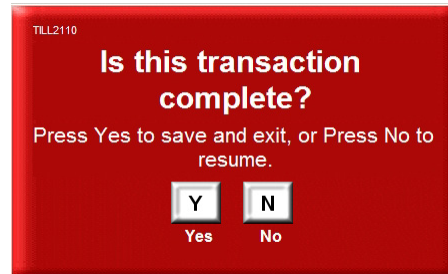 TILL2110
Is this transaction
complete?
Press Yes to save and exit, or Press No to
resume.
Y N
Yes No